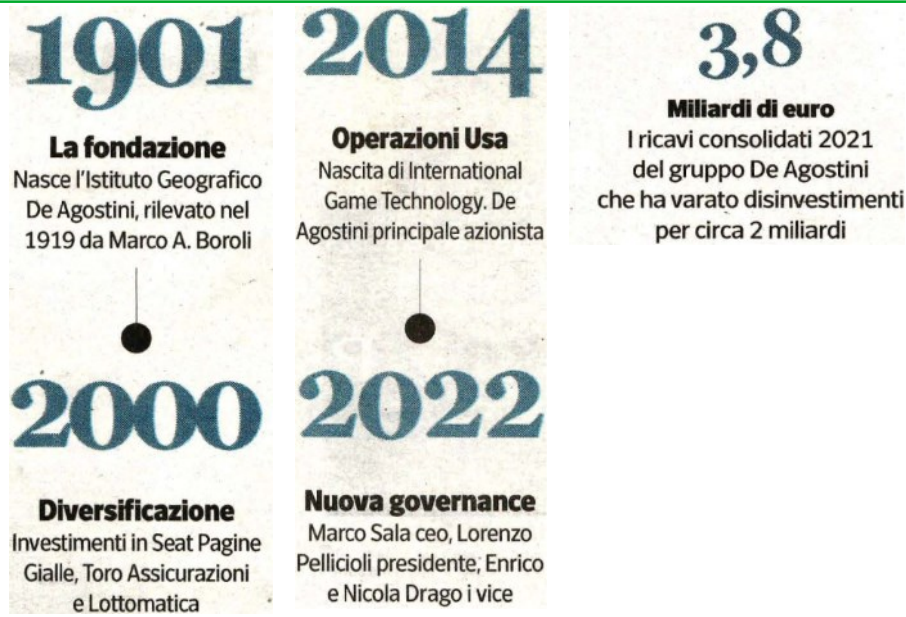 1901
La fondazione
Nasce l'Istituto Geografico
De Agostini, rilevato nel
1919 da Marco A. Boroli
2000
Diversificazione
Investimenti in Seat Pagine
Gialle, Toro Assicurazioni
e Lottomatica
2014
Operazioni Usa
Nascita di International
Game Technology. De
Agostini principale azionista
2022
Nuova governance
Marco Sala ceo, Lorenzo
Pellicioli presidente, Enrico
e Nicola Drago i vice
3,8
Miliardi di euro
I ricavi consolidati 2021
del gruppo De Agostini
che ha varato disinvestimenti
per circa 2 miliardi